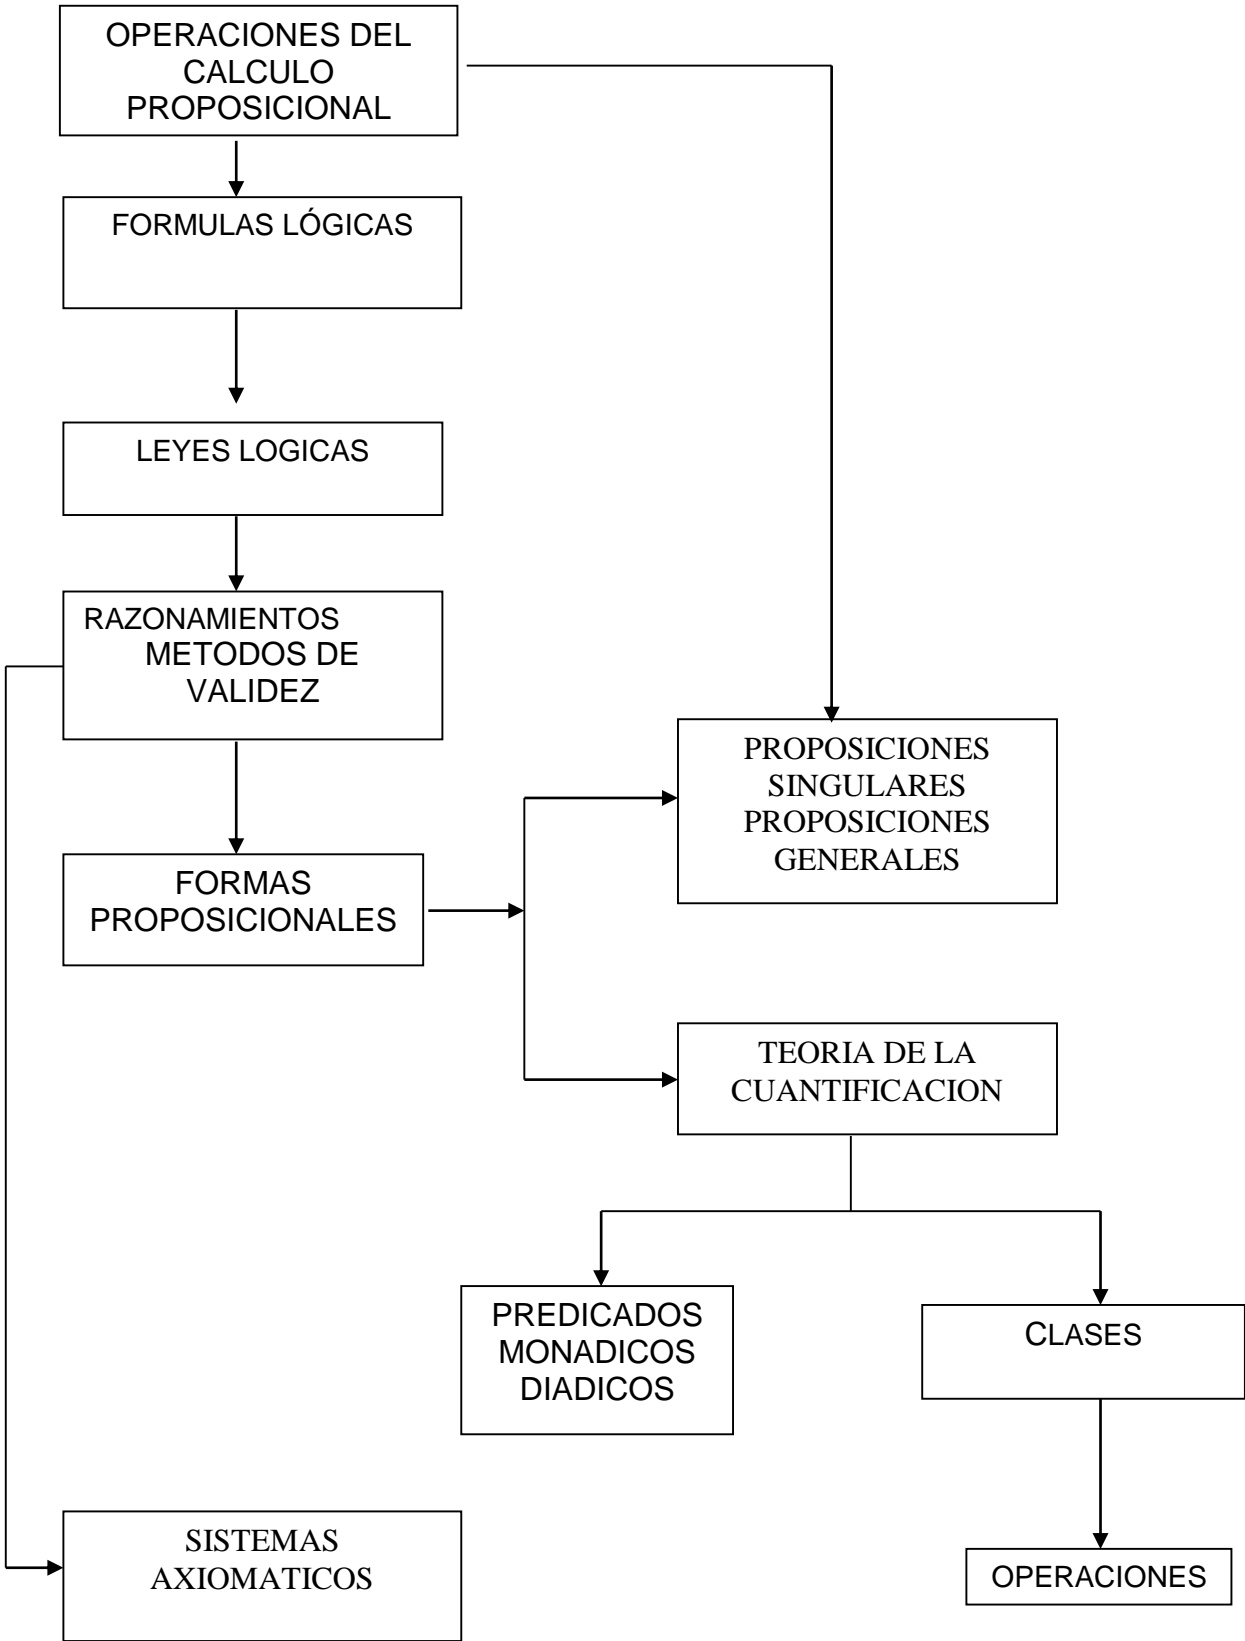 OPERACIONES DEL
CALCULO
PROPOSICIONAL
FORMULAS LÓGICAS
LEYES LOGICAS
RAZONAMIENTOS
METODOS DE
VALIDEZ
FORMAS
PROPOSICIONALES
PROPOSICIONES
SINGULARES
PROPOSICIONES
GENERALES
TEORIA DE LA
CUANTIFICACION
PREDICADOS
MONADICOS
DIADICOS
CLASES
OPERACIONES
SISTEMAS
AXIOMATICOS